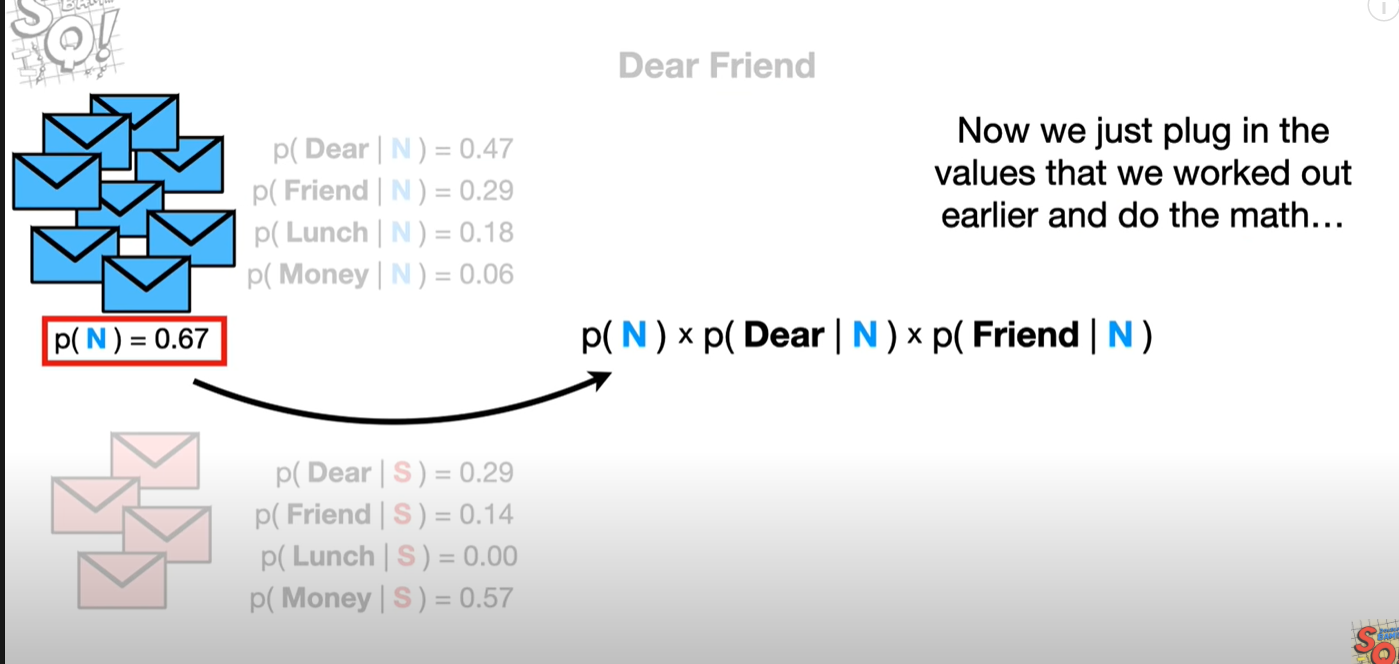 Dear Friend
Now we just plug in the
values that we worked out
earlier and do the math…
p( Dear | N ) = 0.47
p( Friend | N ) = 0.29
p( Lunch | N ) = 0.18
p( Money | N ) = 0.06
p( N ) = 0.67
p( N ) × p( Dear | N ) × p( Friend | N )
p( Dear | S ) = 0.29
p( Friend | S ) = 0.14
p( Lunch | S ) = 0.00
p( Money | S ) = 0.57